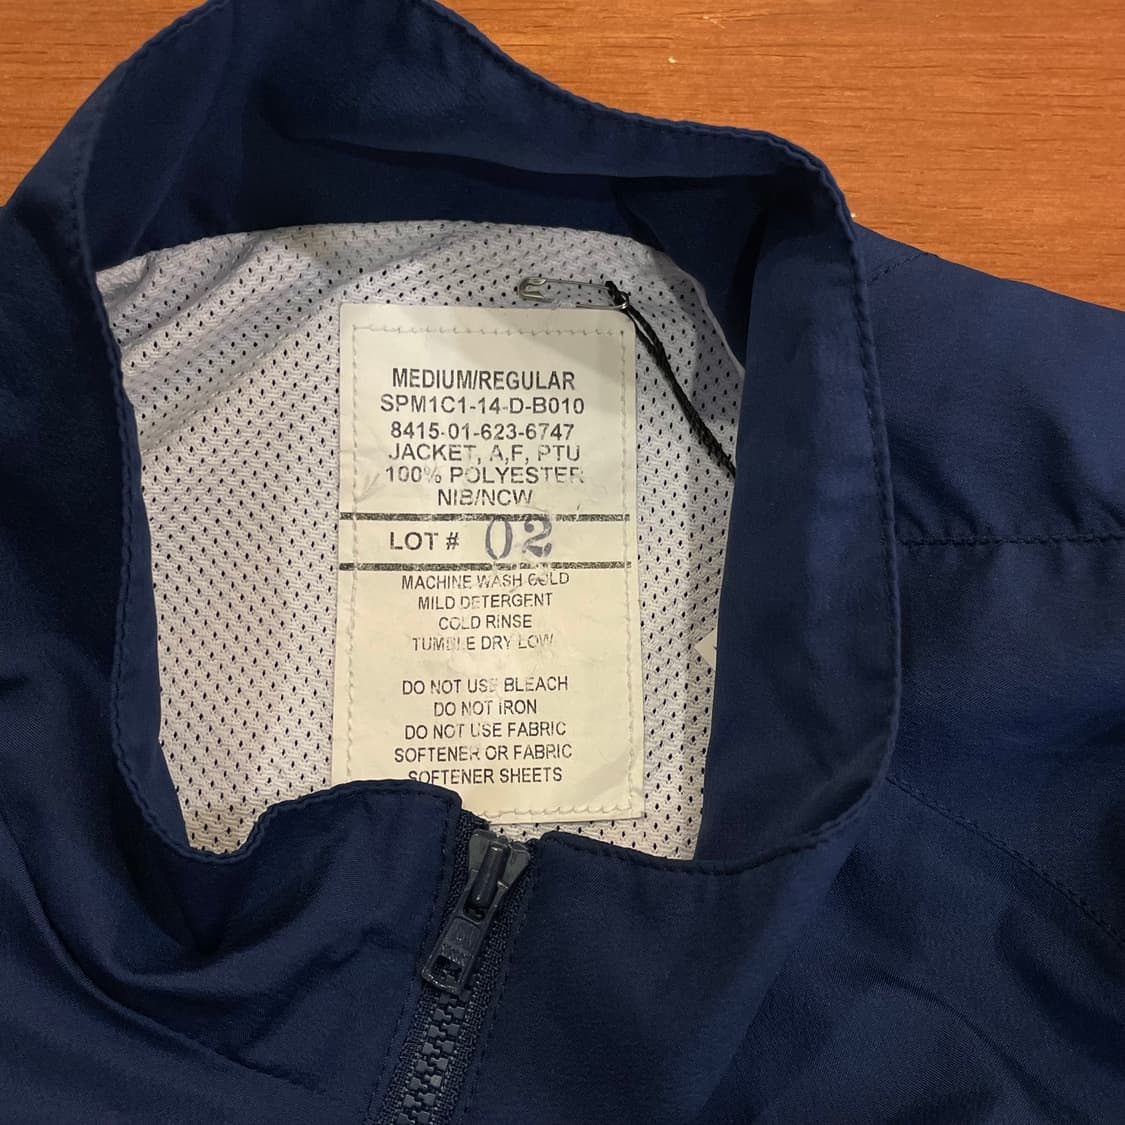 MEDIUM/REGULAR
SPM1C1-14-D-B010
8415-01-623-6747
JACKET, A,F, PTU
100% POLYESTER
NIB/NCW
LOT # 02
MACHINE WASH COLD
MILD DETERGENT
COLD RINSE
TUMBLE DRY LOW
DO NOT USE BLEACH
DO NOT IRON
DO NOT USE FABRIC
SOFTENER OR FABRIC
SOFTENER SHEETS